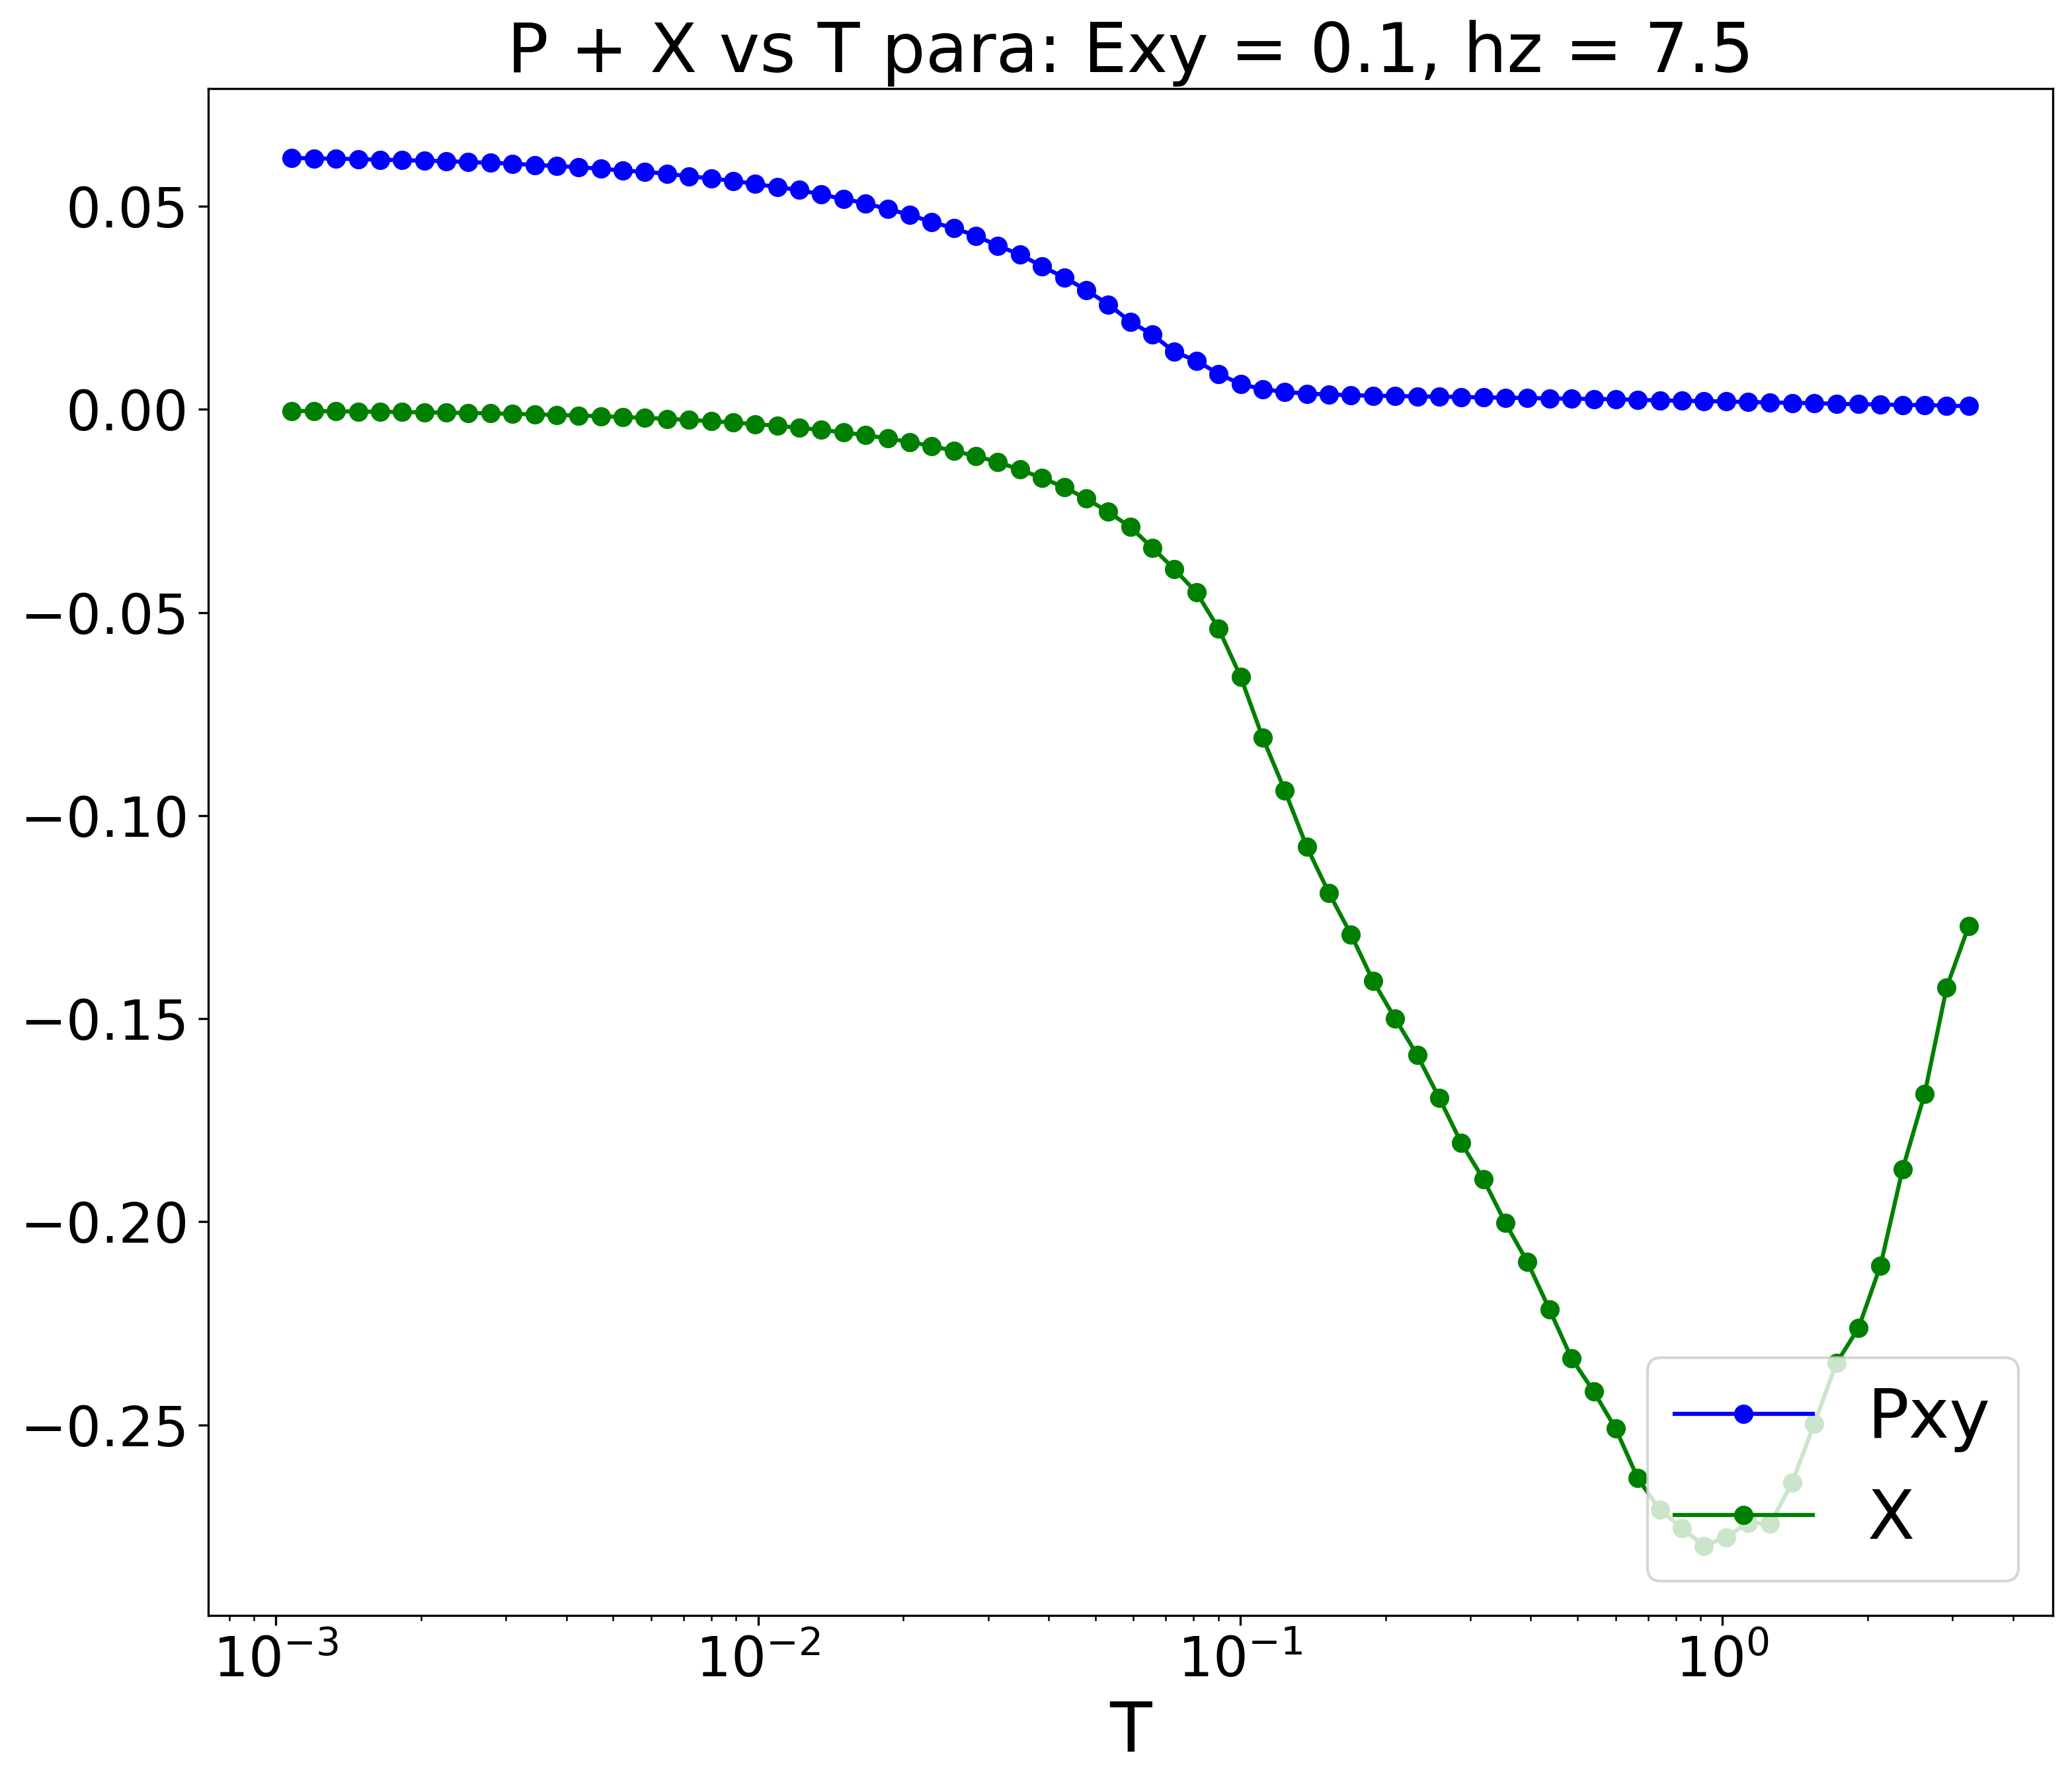 P + X vs T para: Exy = 0.1, hz = 7.5
0.05
0.00
−0.05
−0.10
−0.15
−0.20
−0.25
Pxy
X
10⁻³ 10⁻² 10⁻¹ 10⁰
T